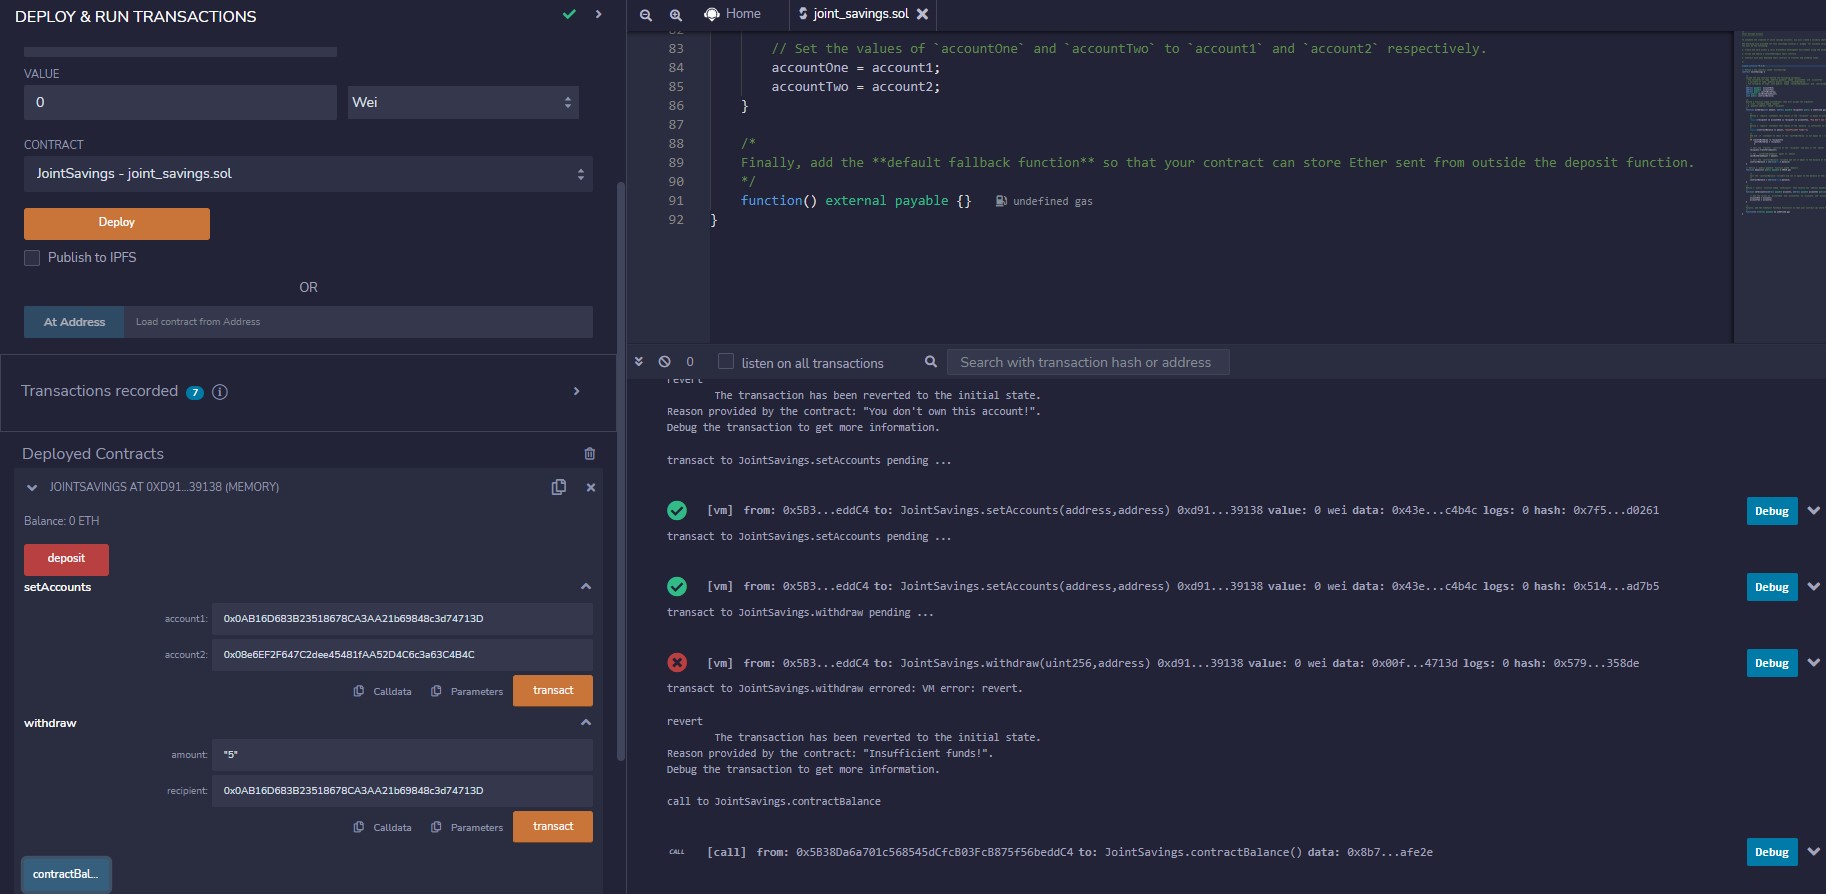 DEPLOY & RUN TRANSACTIONS
VALUE
0
Wei
CONTRACT
JointSavings - joint_savings.sol
Deploy
Publish to IPFS
OR
At Address
Load contract from Address
Transactions recorded 7 i
Deployed Contracts
JOINTSAVINGS AT 0XD91...39138 (MEMORY)
Balance: 0 ETH
deposit
setAccounts
account1: 0x0AB16D683B23518678CA3AA21b69848c3d74713D
account2: 0x08e6EF2F647C2dee45481fAA52D4C6c3a63C4B4C
Calldata Parameters transact
withdraw
amount: "5"
recipient: 0x0AB16D683B23518678CA3AA21b69848c3d74713D
Calldata Parameters transact
contractBal...
Home joint_savings.sol
82
83 // Set the values of `accountOne` and `accountTwo` to `account1` and `account2` respectively.
84 accountOne = account1;
85 accountTwo = account2;
86 }
87
88 /*
89 Finally, add the **default fallback function** so that your contract can store Ether sent from outside the deposit function.
90 */
91 function() external payable {} undefined gas
92 }
0 listen on all transactions Search with transaction hash or address
revert
The transaction has been reverted to the initial state.
Reason provided by the contract: "You don't own this account!".
Debug the transaction to get more information.
transact to JointSavings.setAccounts pending ...
[vm] from: 0x5B3...eddC4 to: JointSavings.setAccounts(address,address) 0xd91...39138 value: 0 wei data: 0x43e...c4b4c logs: 0 hash: 0x7f5...d0261 Debug
transact to JointSavings.setAccounts pending ...
[vm] from: 0x5B3...eddC4 to: JointSavings.setAccounts(address,address) 0xd91...39138 value: 0 wei data: 0x43e...c4b4c logs: 0 hash: 0x514...ad7b5 Debug
transact to JointSavings.withdraw pending ...
[vm] from: 0x5B3...eddC4 to: JointSavings.withdraw(uint256,address) 0xd91...39138 value: 0 wei data: 0x00f...4713d logs: 0 hash: 0x579...358de Debug
transact to JointSavings.withdraw errored: VM error: revert.
revert
The transaction has been reverted to the initial state.
Reason provided by the contract: "Insufficient funds!".
Debug the transaction to get more information.
call to JointSavings.contractBalance
CALL [call] from: 0x5B38Da6a701c568545dCfcB03FcB875f56beddC4 to: JointSavings.contractBalance() data: 0x8b7...afe2e Debug